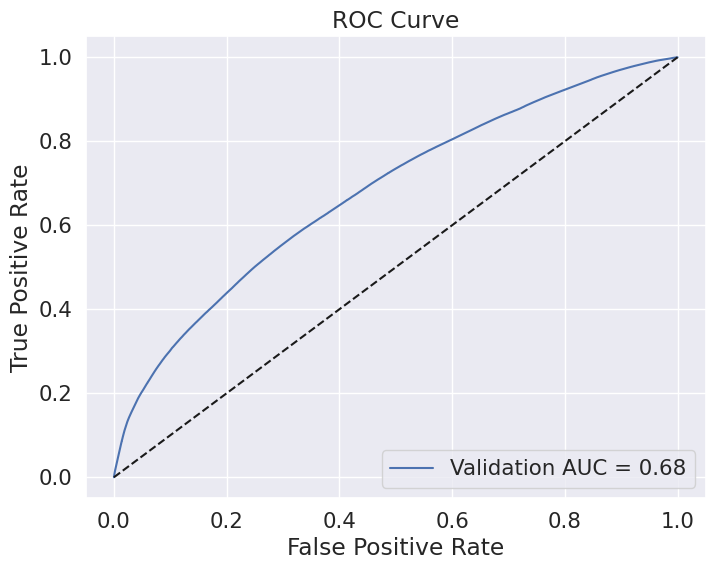 ROC Curve
1.0
0.8
0.6
0.4
0.2
0.0
True Positive Rate
Validation AUC = 0.68
0.0 0.2 0.4 0.6 0.8 1.0
False Positive Rate